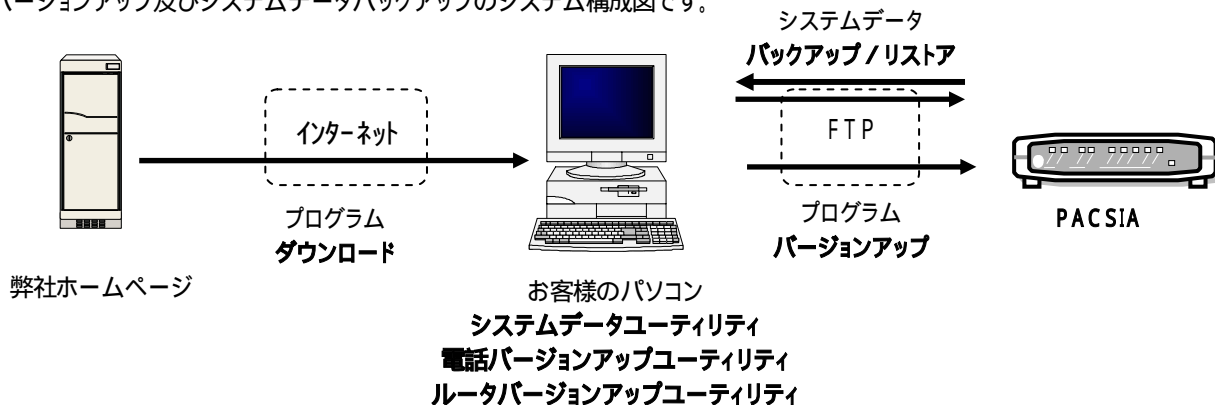 バージョンアップ及びシステムデータバックアップのシステム構成図です。
システムデータ
バックアップ / リストア
インターネット
FTP
プログラム
ダウンロード
プログラム
バージョンアップ
PACSIA
弊社ホームページ
お客様のパソコン
システムデータユーティリティ
電話バージョンアップユーティリティ
ルータバージョンアップユーティリティ